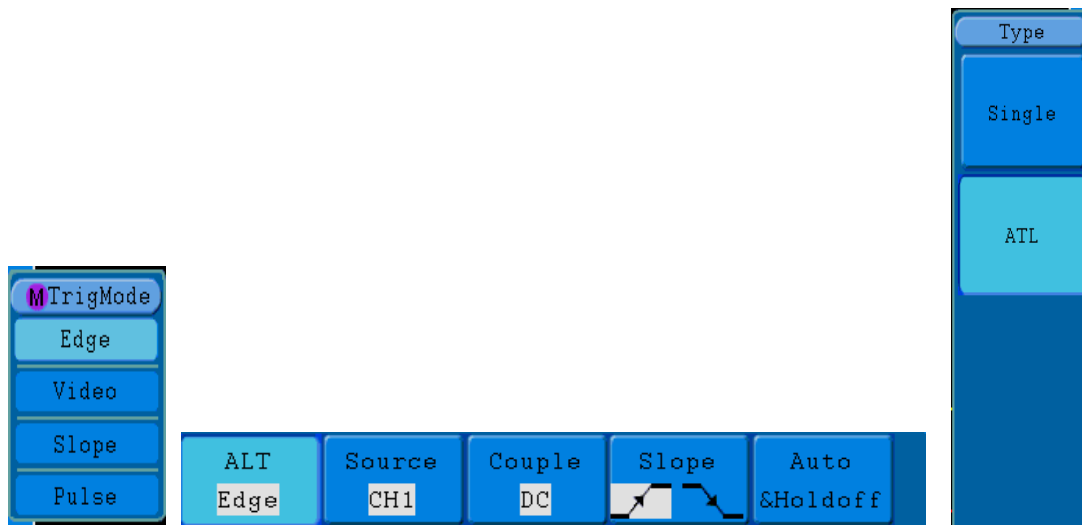 MTrigMode
Edge
Video
Slope
Pulse
ALT
Edge
Source
CH1
Couple
DC
Slope
Auto
&Holdoff
Type
Single
ATL